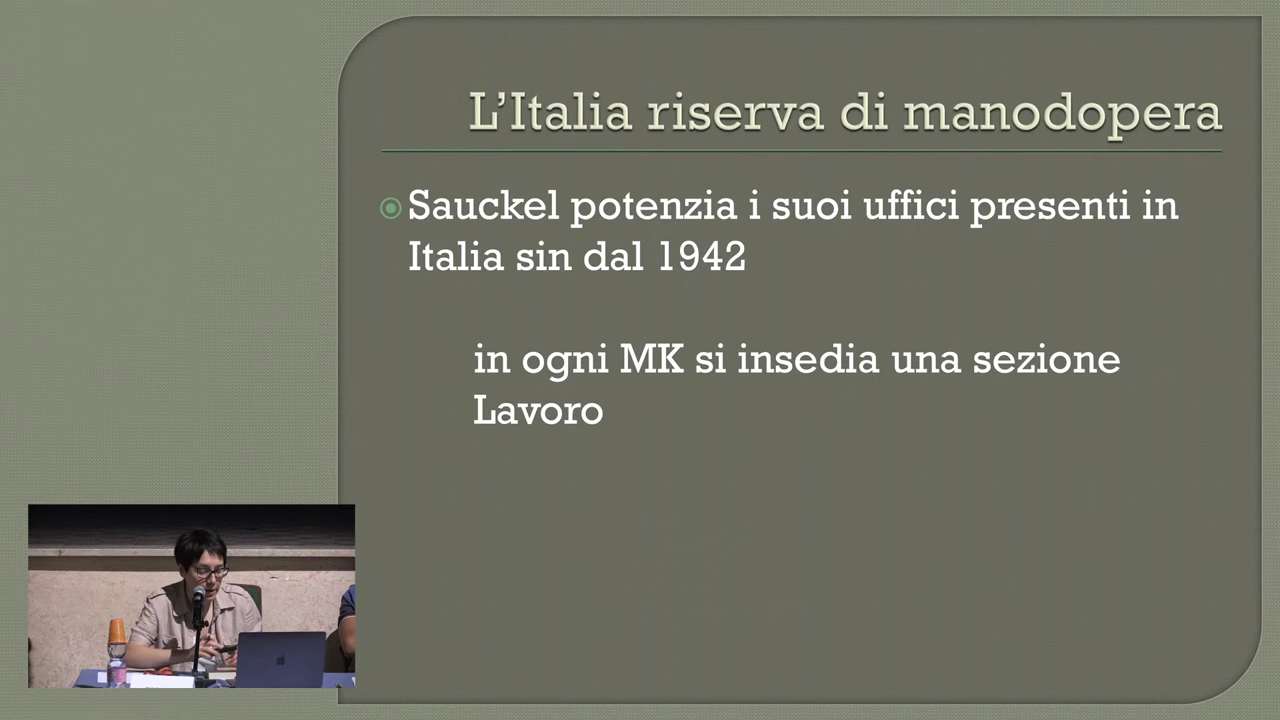 L’Italia riserva di manodopera
Sauckel potenzia i suoi uffici presenti in
Italia sin dal 1942
in ogni MK si insedia una sezione
Lavoro